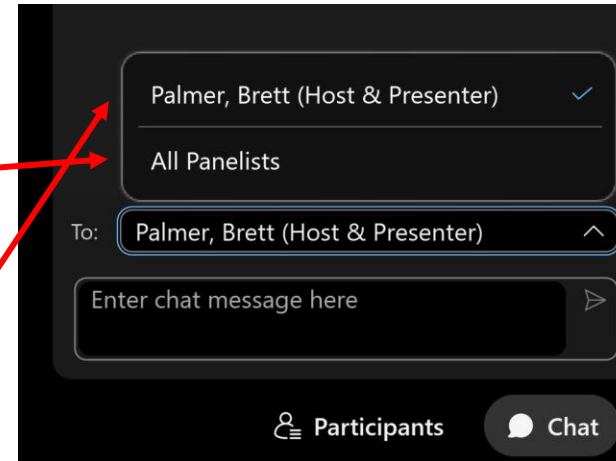 Palmer, Brett (Host & Presenter)
All Panelists
To: Palmer, Brett (Host & Presenter)
Enter chat message here
Participants Chat